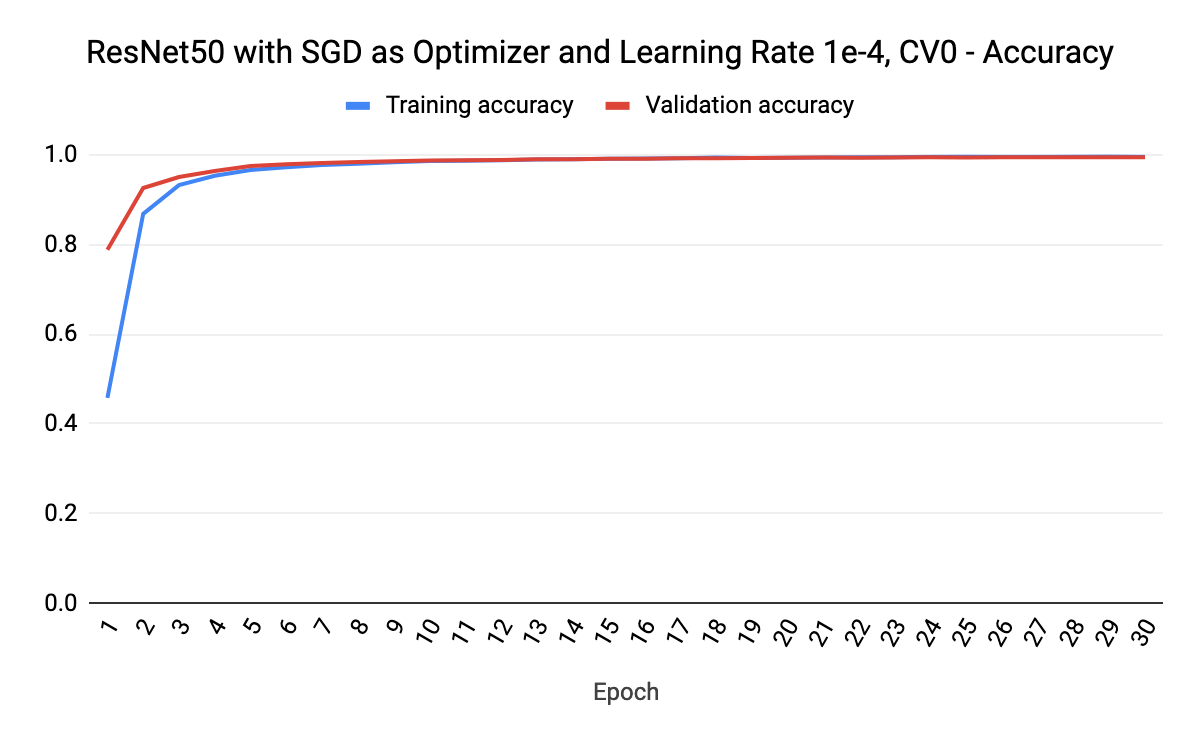 ResNet50 with SGD as Optimizer and Learning Rate 1e-4, CV0 - Accuracy
Training accuracy Validation accuracy
1.0
0.8
0.6
0.4
0.2
0.0
1 2 3 4 5 6 7 8 9 10 11 12 13 14 15 16 17 18 19 20 21 22 23 24 25 26 27 28 29 30
Epoch